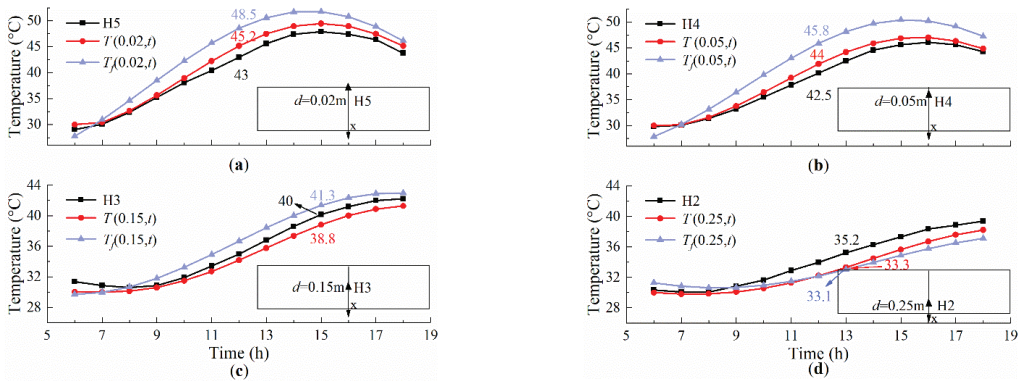 Temperature (°C)
50
45
40
35
30
H5
T(0.02,t)
Tf(0.02,t)
48.5
45.2
43
d=0.02m
H5
x
(a)
Temperature (°C)
50
45
40
35
30
H4
T(0.05,t)
Tf(0.05,t)
45.8
44
42.5
d=0.05m
H4
x
(b)
Temperature (°C)
44
40
36
32
28
H3
T(0.15,t)
Tf(0.15,t)
41.3
40
38.8
d=0.15m
H3
x
5 7 9 11 13 15 17 19
Time (h)
(c)
Temperature (°C)
44
40
36
32
28
H2
T(0.25,t)
Tf(0.25,t)
35.2
33.3
33.1
d=0.25m
H2
x
5 7 9 11 13 15 17 19
Time (h)
(d)